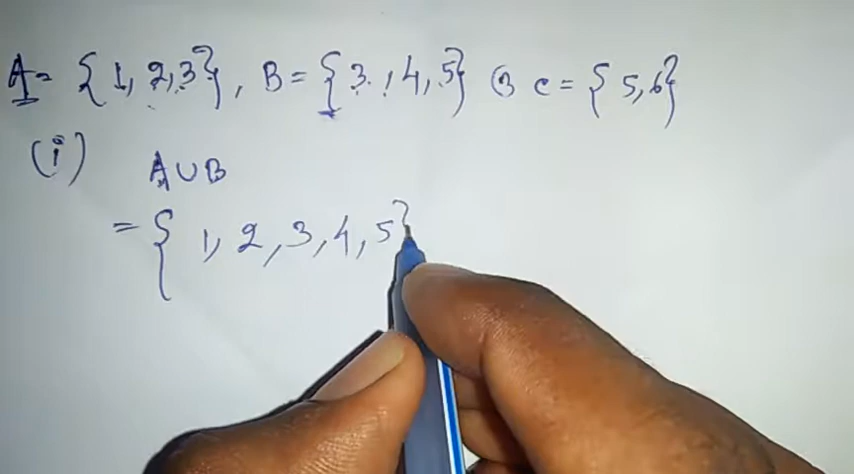 A = {1, 2, 3}, B = {3, 4, 5} ও C = {5, 6}
(i) A∪B
= {1, 2, 3, 4, 5}